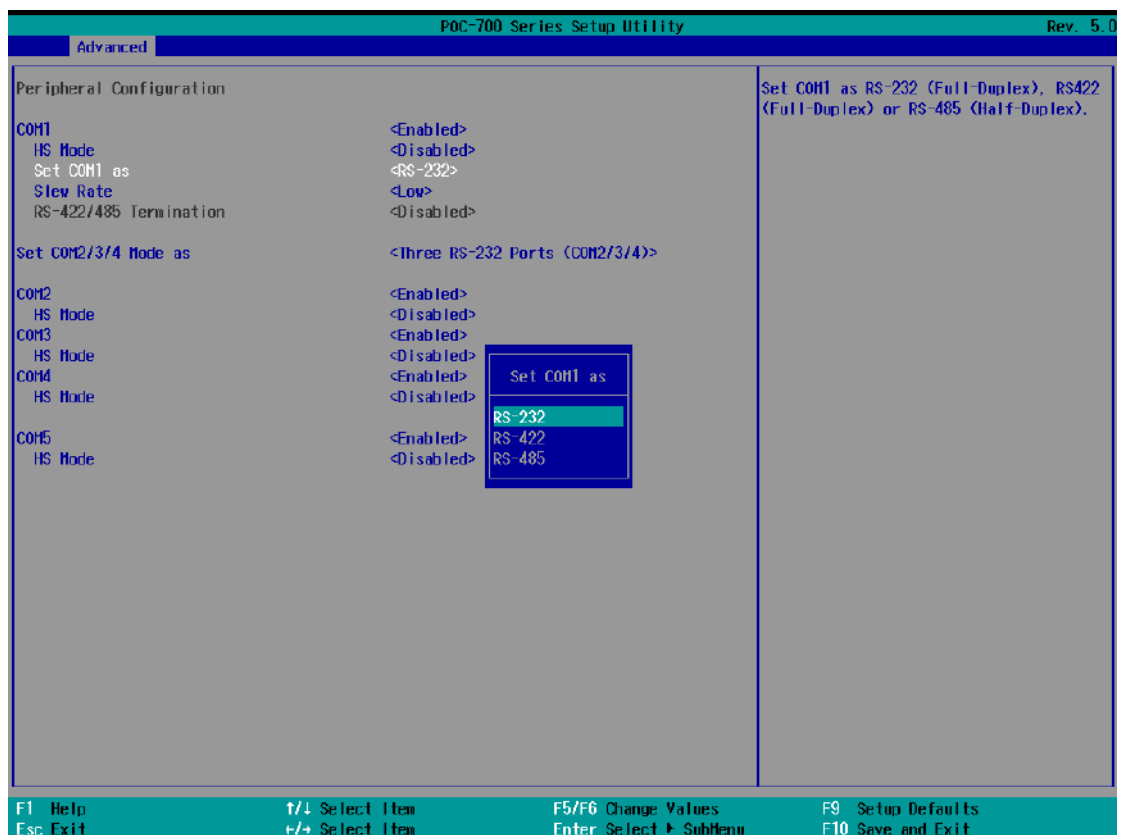 POC-700 Series Setup Utility Rev. 5.0
Advanced
Peripheral Configuration
COM1 <Enabled>
HS Mode <Disabled>
Set COM1 as <RS-232>
Slew Rate <Low>
RS-422/485 Termination <Disabled>
Set COM2/3/4 Mode as <Three RS-232 Ports (COM2/3/4)>
COM2 <Enabled>
HS Mode <Disabled>
COM3 <Enabled>
HS Mode <Disabled>
COM4 <Enabled>
HS Mode <Disabled>
COM5 <Enabled>
HS Mode <Disabled>
Set COM1 as
RS-232
RS-422
RS-485
Set COM1 as RS-232 (Full-Duplex), RS422
(Full-Duplex) or RS-485 (Half-Duplex).
F1 Help ↑/↓ Select Item F5/F6 Change Values F9 Setup Defaults
Esc Exit ←/→ Select Item Enter Select ▶ SubMenu F10 Save and Exit